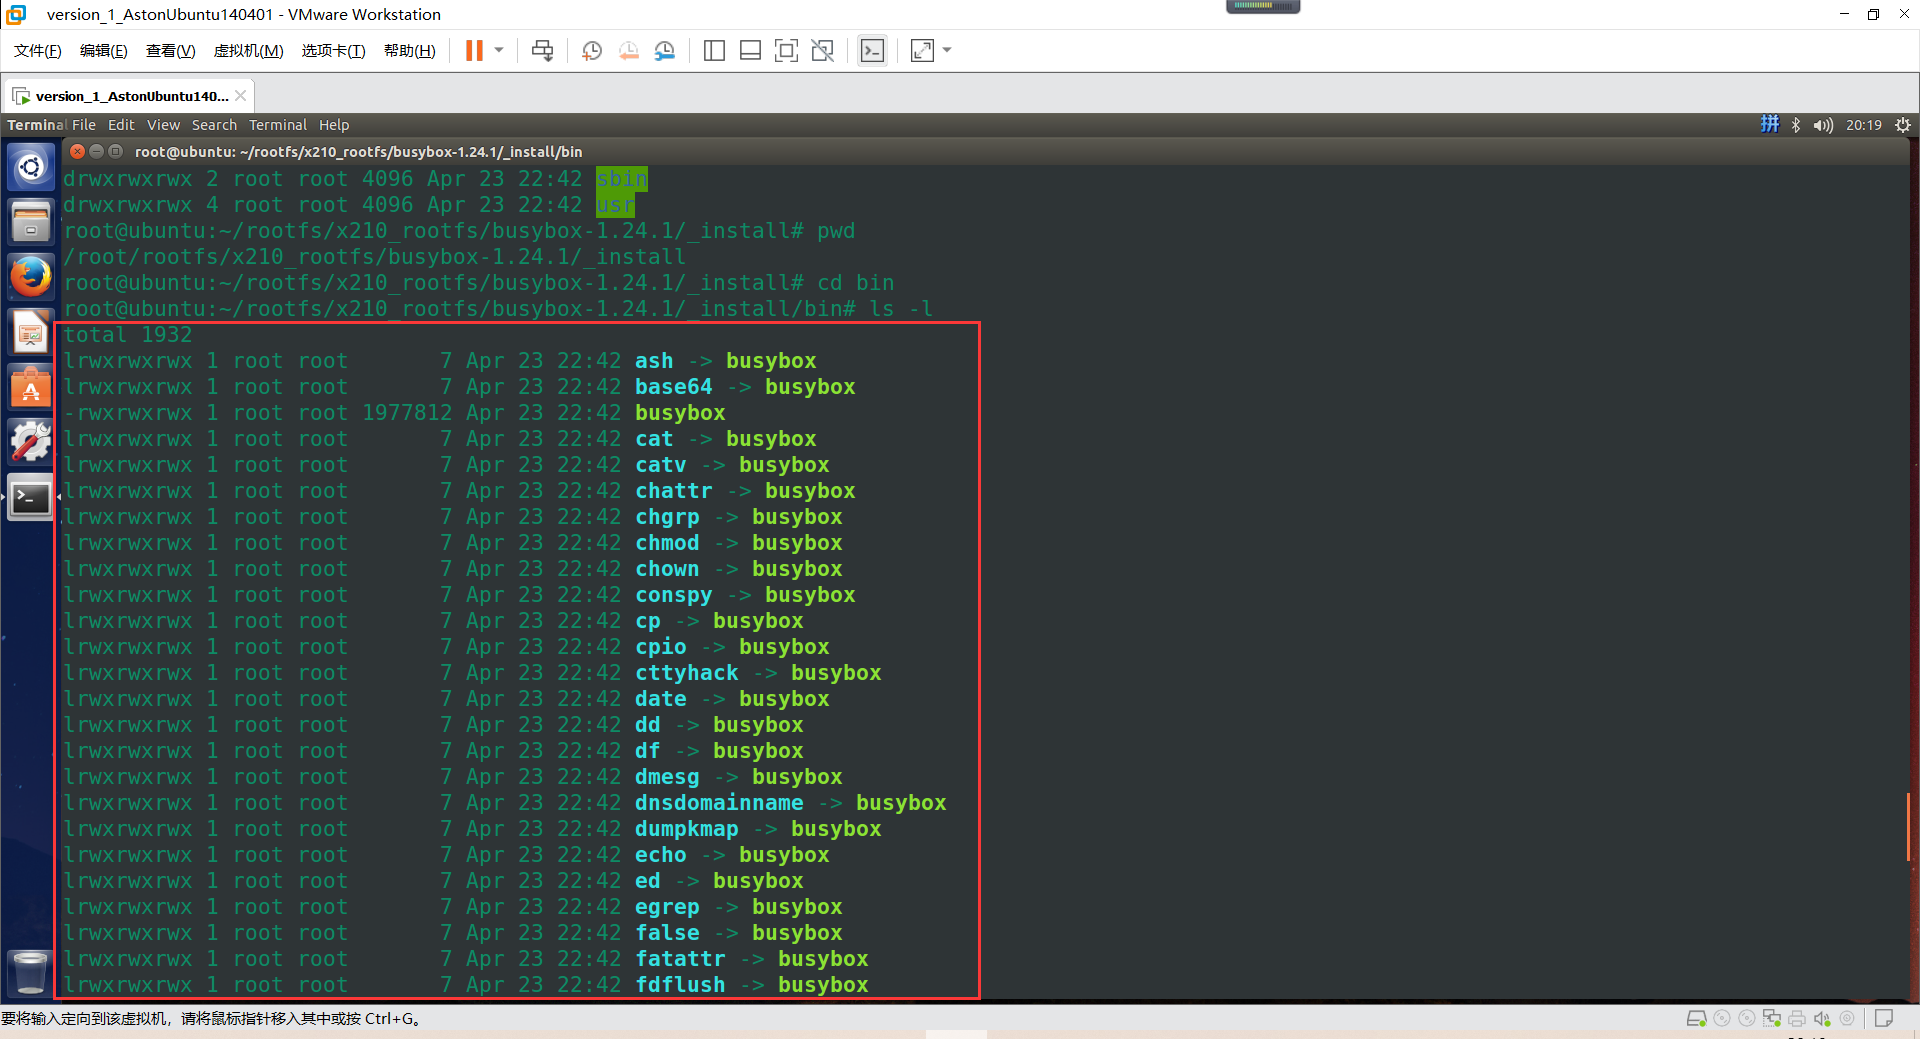 version_1_AstonUbuntu140401 - VMware Workstation
文件(F) 编辑(E) 查看(V) 虚拟机(M) 选项卡(T) 帮助(H)
version_1_AstonUbuntu140...
Terminal File Edit View Search Terminal Help 拼 20:19
root@ubuntu: ~/rootfs/x210_rootfs/busybox-1.24.1/_install/bin
drwxrwxrwx 2 root root 4096 Apr 23 22:42 sbin
drwxrwxrwx 4 root root 4096 Apr 23 22:42 usr
root@ubuntu:~/rootfs/x210_rootfs/busybox-1.24.1/_install# pwd
/root/rootfs/x210_rootfs/busybox-1.24.1/_install
root@ubuntu:~/rootfs/x210_rootfs/busybox-1.24.1/_install# cd bin
root@ubuntu:~/rootfs/x210_rootfs/busybox-1.24.1/_install/bin# ls -l
total 1932
lrwxrwxrwx 1 root root 7 Apr 23 22:42 ash -> busybox
lrwxrwxrwx 1 root root 7 Apr 23 22:42 base64 -> busybox
-rwxrwxrwx 1 root root 1977812 Apr 23 22:42 busybox
lrwxrwxrwx 1 root root 7 Apr 23 22:42 cat -> busybox
lrwxrwxrwx 1 root root 7 Apr 23 22:42 catv -> busybox
lrwxrwxrwx 1 root root 7 Apr 23 22:42 chattr -> busybox
lrwxrwxrwx 1 root root 7 Apr 23 22:42 chgrp -> busybox
lrwxrwxrwx 1 root root 7 Apr 23 22:42 chmod -> busybox
lrwxrwxrwx 1 root root 7 Apr 23 22:42 chown -> busybox
lrwxrwxrwx 1 root root 7 Apr 23 22:42 conspy -> busybox
lrwxrwxrwx 1 root root 7 Apr 23 22:42 cp -> busybox
lrwxrwxrwx 1 root root 7 Apr 23 22:42 cpio -> busybox
lrwxrwxrwx 1 root root 7 Apr 23 22:42 cttyhack -> busybox
lrwxrwxrwx 1 root root 7 Apr 23 22:42 date -> busybox
lrwxrwxrwx 1 root root 7 Apr 23 22:42 dd -> busybox
lrwxrwxrwx 1 root root 7 Apr 23 22:42 df -> busybox
lrwxrwxrwx 1 root root 7 Apr 23 22:42 dmesg -> busybox
lrwxrwxrwx 1 root root 7 Apr 23 22:42 dnsdomainname -> busybox
lrwxrwxrwx 1 root root 7 Apr 23 22:42 dumpkmap -> busybox
lrwxrwxrwx 1 root root 7 Apr 23 22:42 echo -> busybox
lrwxrwxrwx 1 root root 7 Apr 23 22:42 ed -> busybox
lrwxrwxrwx 1 root root 7 Apr 23 22:42 egrep -> busybox
lrwxrwxrwx 1 root root 7 Apr 23 22:42 false -> busybox
lrwxrwxrwx 1 root root 7 Apr 23 22:42 fatattr -> busybox
lrwxrwxrwx 1 root root 7 Apr 23 22:42 fdflush -> busybox
要将输入定向到该虚拟机，请将鼠标指针移入其中或按 Ctrl+G。